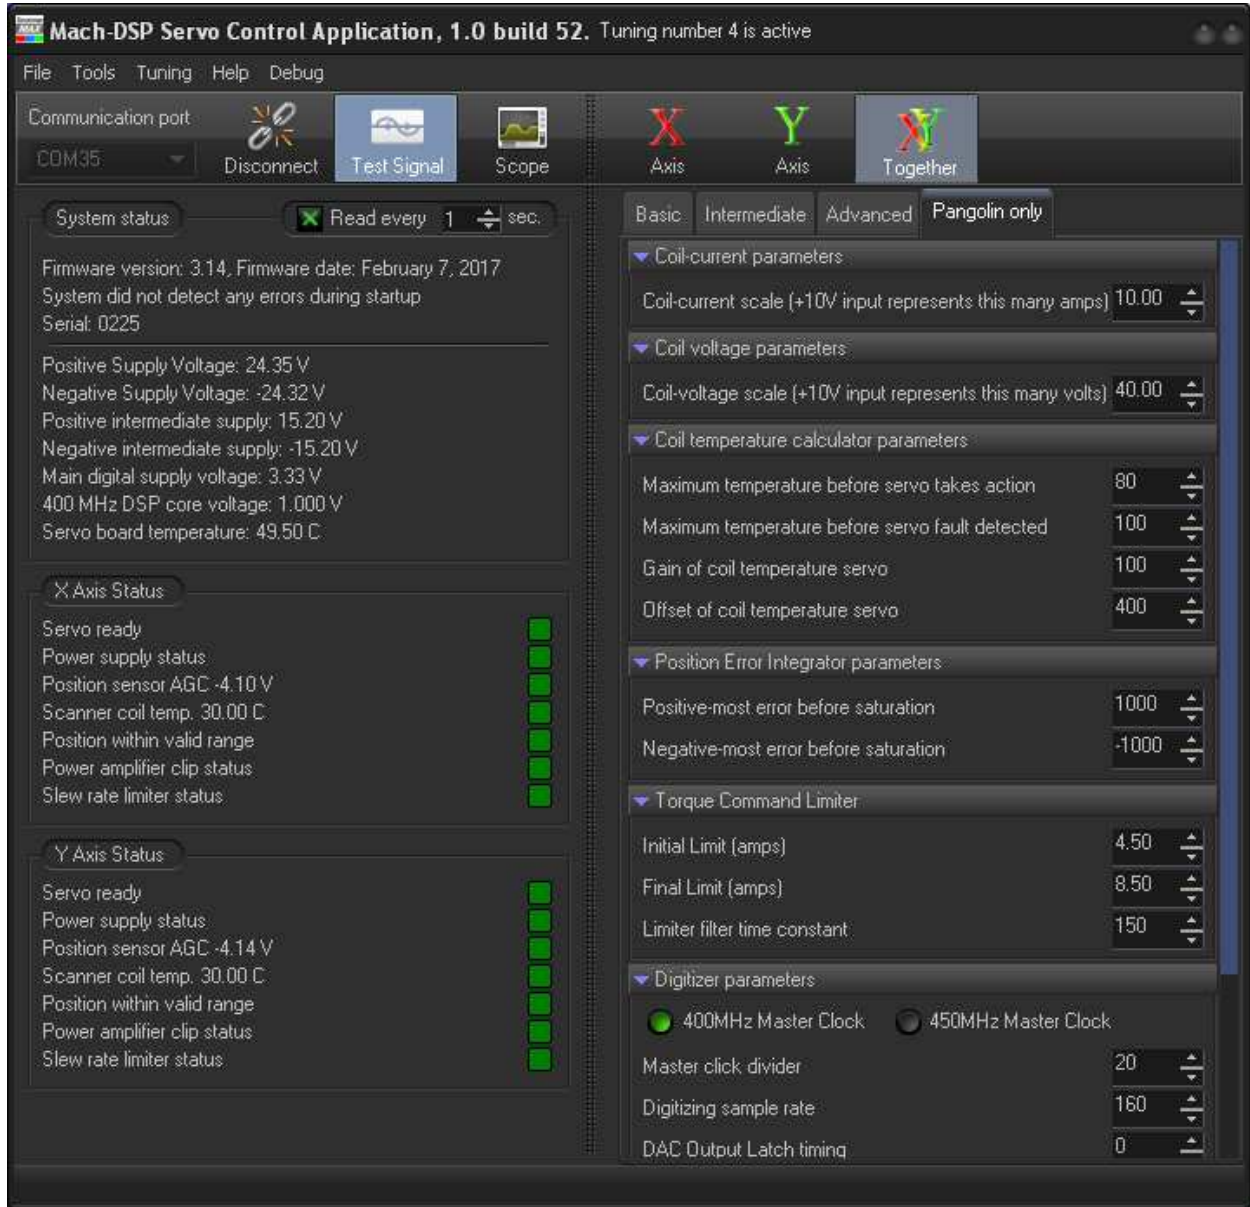 Mach-DSP Servo Control Application, 1.0 build 52. Tuning number 4 is active
File Tools Tuning Help Debug
Communication port
COM35
Disconnect
Test Signal
Scope
X
Axis
Y
Axis
XY
Together
System status
Read every 1 sec.
Firmware version: 3.14, Firmware date: February 7, 2017
System did not detect any errors during startup
Serial: 0225
Positive Supply Voltage: 24.35 V
Negative Supply Voltage: -24.32 V
Positive intermediate supply: 15.20 V
Negative intermediate supply: -15.20 V
Main digital supply voltage: 3.33 V
400 MHz DSP core voltage: 1.000 V
Servo board temperature: 49.50 C
X Axis Status
Servo ready
Power supply status
Position sensor AGC -4.10 V
Scanner coil temp. 30.00 C
Position within valid range
Power amplifier clip status
Slew rate limiter status
Y Axis Status
Servo ready
Power supply status
Position sensor AGC -4.14 V
Scanner coil temp. 30.00 C
Position within valid range
Power amplifier clip status
Slew rate limiter status
Basic Intermediate Advanced Pangolin only
Coil-current parameters
Coil-current scale (+10V input represents this many amps) 10.00
Coil voltage parameters
Coil-voltage scale (+10V input represents this many volts) 40.00
Coil temperature calculator parameters
Maximum temperature before servo takes action 80
Maximum temperature before servo fault detected 100
Gain of coil temperature servo 100
Offset of coil temperature servo 400
Position Error Integrator parameters
Positive-most error before saturation 1000
Negative-most error before saturation -1000
Torque Command Limiter
Initial Limit (amps) 4.50
Final Limit (amps) 8.50
Limiter filter time constant 150
Digitizer parameters
400MHz Master Clock 450MHz Master Clock
Master click divider 20
Digitizing sample rate 160
DAC Output Latch timing 0